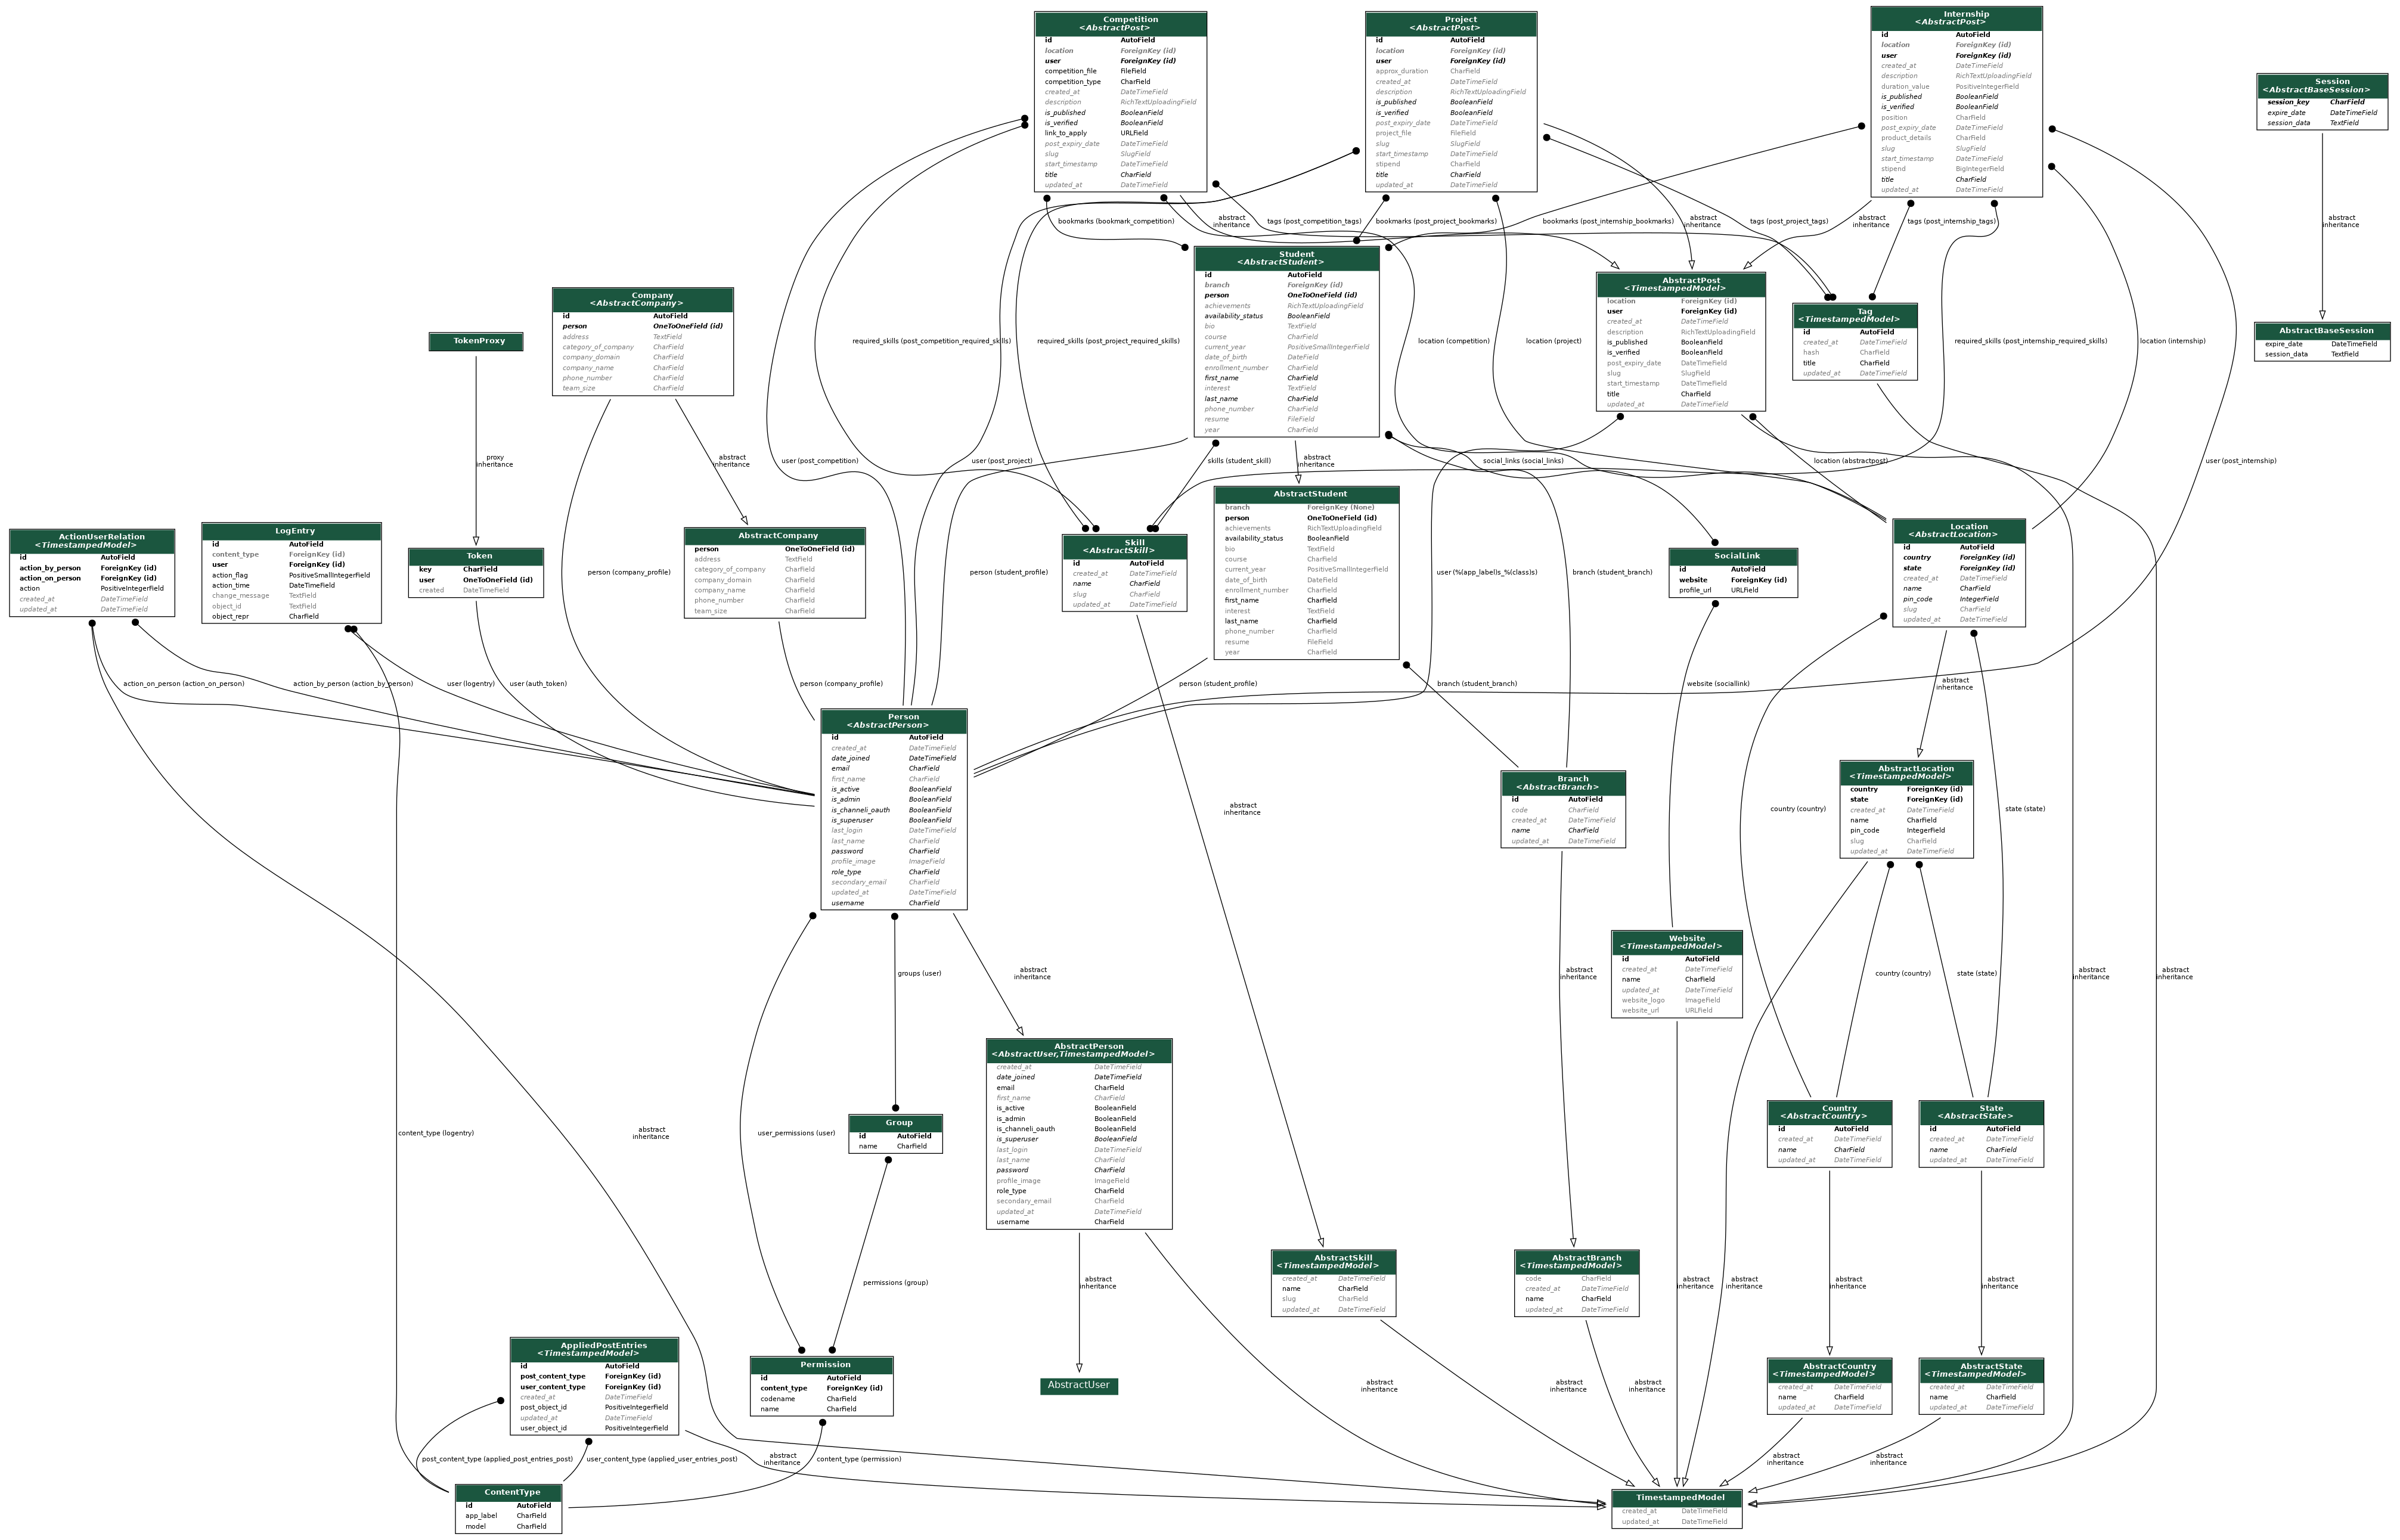 Competition
<AbstractPost>
id AutoField
location ForeignKey (id)
user ForeignKey (id)
competition_file FileField
competition_type CharField
created_at DateTimeField
description RichTextUploadingField
is_published BooleanField
is_verified BooleanField
link_to_apply URLField
post_expiry_date DateTimeField
slug SlugField
start_timestamp DateTimeField
title CharField
updated_at DateTimeField
Project
<AbstractPost>
id AutoField
location ForeignKey (id)
user ForeignKey (id)
approx_duration CharField
created_at DateTimeField
description RichTextUploadingField
is_published BooleanField
is_verified BooleanField
post_expiry_date DateTimeField
project_file FileField
slug SlugField
start_timestamp DateTimeField
stipend CharField
title CharField
updated_at DateTimeField
Internship
<AbstractPost>
id AutoField
location ForeignKey (id)
user ForeignKey (id)
created_at DateTimeField
description RichTextUploadingField
duration_value PositiveIntegerField
is_published BooleanField
is_verified BooleanField
position CharField
post_expiry_date DateTimeField
product_details CharField
slug SlugField
start_timestamp DateTimeField
stipend BigIntegerField
title CharField
updated_at DateTimeField
Session
<AbstractBaseSession>
session_key CharField
expire_date DateTimeField
session_data TextField
bookmarks (bookmark_competition)
abstract
inheritance
tags (post_competition_tags)
bookmarks (post_project_bookmarks)
bookmarks (post_internship_bookmarks)
abstract
inheritance
tags (post_project_tags)
abstract
inheritance
tags (post_internship_tags)
abstract
inheritance
Student
<AbstractStudent>
id AutoField
branch ForeignKey (id)
person OneToOneField (id)
achievements RichTextUploadingField
availability_status BooleanField
bio TextField
course CharField
current_year PositiveSmallIntegerField
date_of_birth DateField
enrollment_number CharField
first_name CharField
interest TextField
last_name CharField
phone_number CharField
resume FileField
year CharField
AbstractPost
<TimestampedModel>
location ForeignKey (id)
user ForeignKey (id)
created_at DateTimeField
description RichTextUploadingField
is_published BooleanField
is_verified BooleanField
post_expiry_date DateTimeField
slug SlugField
start_timestamp DateTimeField
title CharField
updated_at DateTimeField
Tag
<TimestampedModel>
id AutoField
created_at DateTimeField
hash CharField
title CharField
updated_at DateTimeField
AbstractBaseSession
expire_date DateTimeField
session_data TextField
Company
<AbstractCompany>
id AutoField
person OneToOneField (id)
address TextField
category_of_company CharField
company_domain CharField
company_name CharField
phone_number CharField
team_size CharField
TokenProxy
required_skills (post_competition_required_skills)
required_skills (post_project_required_skills)
location (competition)
location (project)
required_skills (post_internship_required_skills)
location (internship)
proxy
inheritance
abstract
inheritance
user (post_competition)
user (post_project)
skills (student_skill)
abstract
inheritance
social_links (social_links)
location (abstractpost)
user (post_internship)
ActionUserRelation
<TimestampedModel>
id AutoField
action_by_person ForeignKey (id)
action_on_person ForeignKey (id)
action PositiveIntegerField
created_at DateTimeField
updated_at DateTimeField
LogEntry
id AutoField
content_type ForeignKey (id)
user ForeignKey (id)
action_flag PositiveSmallIntegerField
action_time DateTimeField
change_message TextField
object_id TextField
object_repr CharField
Token
key CharField
user OneToOneField (id)
created DateTimeField
person (company_profile)
AbstractCompany
person OneToOneField (id)
address TextField
category_of_company CharField
company_domain CharField
company_name CharField
phone_number CharField
team_size CharField
person (student_profile)
Skill
<AbstractSkill>
id AutoField
created_at DateTimeField
name CharField
slug CharField
updated_at DateTimeField
AbstractStudent
branch ForeignKey (None)
person OneToOneField (id)
achievements RichTextUploadingField
availability_status BooleanField
bio TextField
course CharField
current_year PositiveSmallIntegerField
date_of_birth DateField
enrollment_number CharField
first_name CharField
interest TextField
last_name CharField
phone_number CharField
resume FileField
year CharField
user (%(app_label)s_%(class)s)
branch (student_branch)
SocialLink
id AutoField
website ForeignKey (id)
profile_url URLField
Location
<AbstractLocation>
id AutoField
country ForeignKey (id)
state ForeignKey (id)
created_at DateTimeField
name CharField
pin_code IntegerField
slug CharField
updated_at DateTimeField
action_on_person (action_on_person)
action_by_person (action_by_person)
user (logentry)
user (auth_token)
person (company_profile)
person (student_profile)
branch (student_branch)
website (sociallink)
abstract
inheritance
Person
<AbstractPerson>
id AutoField
created_at DateTimeField
date_joined DateTimeField
email CharField
first_name CharField
is_active BooleanField
is_admin BooleanField
is_channeli_oauth BooleanField
is_superuser BooleanField
last_login DateTimeField
last_name CharField
password CharField
profile_image ImageField
role_type CharField
secondary_email CharField
updated_at DateTimeField
username CharField
abstract
inheritance
Branch
<AbstractBranch>
id AutoField
code CharField
created_at DateTimeField
name CharField
updated_at DateTimeField
country (country)
AbstractLocation
<TimestampedModel>
country ForeignKey (id)
state ForeignKey (id)
created_at DateTimeField
name CharField
pin_code IntegerField
slug CharField
updated_at DateTimeField
state (state)
groups (user)
abstract
inheritance
abstract
inheritance
Website
<TimestampedModel>
id AutoField
created_at DateTimeField
name CharField
updated_at DateTimeField
website_logo ImageField
website_url URLField
country (country)
state (state)
abstract
inheritance
abstract
inheritance
content_type (logentry)
abstract
inheritance
user_permissions (user)
Group
id AutoField
name CharField
AbstractPerson
<AbstractUser,TimestampedModel>
created_at DateTimeField
date_joined DateTimeField
email CharField
first_name CharField
is_active BooleanField
is_admin BooleanField
is_channeli_oauth BooleanField
is_superuser BooleanField
last_login DateTimeField
last_name CharField
password CharField
profile_image ImageField
role_type CharField
secondary_email CharField
updated_at DateTimeField
username CharField
Country
<AbstractCountry>
id AutoField
created_at DateTimeField
name CharField
updated_at DateTimeField
State
<AbstractState>
id AutoField
created_at DateTimeField
name CharField
updated_at DateTimeField
permissions (group)
abstract
inheritance
AbstractSkill
<TimestampedModel>
created_at DateTimeField
name CharField
slug CharField
updated_at DateTimeField
AbstractBranch
<TimestampedModel>
code CharField
created_at DateTimeField
name CharField
updated_at DateTimeField
abstract
inheritance
abstract
inheritance
abstract
inheritance
abstract
inheritance
AppliedPostEntries
<TimestampedModel>
id AutoField
post_content_type ForeignKey (id)
user_content_type ForeignKey (id)
created_at DateTimeField
post_object_id PositiveIntegerField
updated_at DateTimeField
user_object_id PositiveIntegerField
Permission
id AutoField
content_type ForeignKey (id)
codename CharField
name CharField
AbstractUser
abstract
inheritance
abstract
inheritance
abstract
inheritance
AbstractCountry
<TimestampedModel>
created_at DateTimeField
name CharField
updated_at DateTimeField
AbstractState
<TimestampedModel>
created_at DateTimeField
name CharField
updated_at DateTimeField
post_content_type (applied_post_entries_post)
user_content_type (applied_user_entries_post)
abstract
inheritance
content_type (permission)
abstract
inheritance
abstract
inheritance
ContentType
id AutoField
app_label CharField
model CharField
TimestampedModel
created_at DateTimeField
updated_at DateTimeField